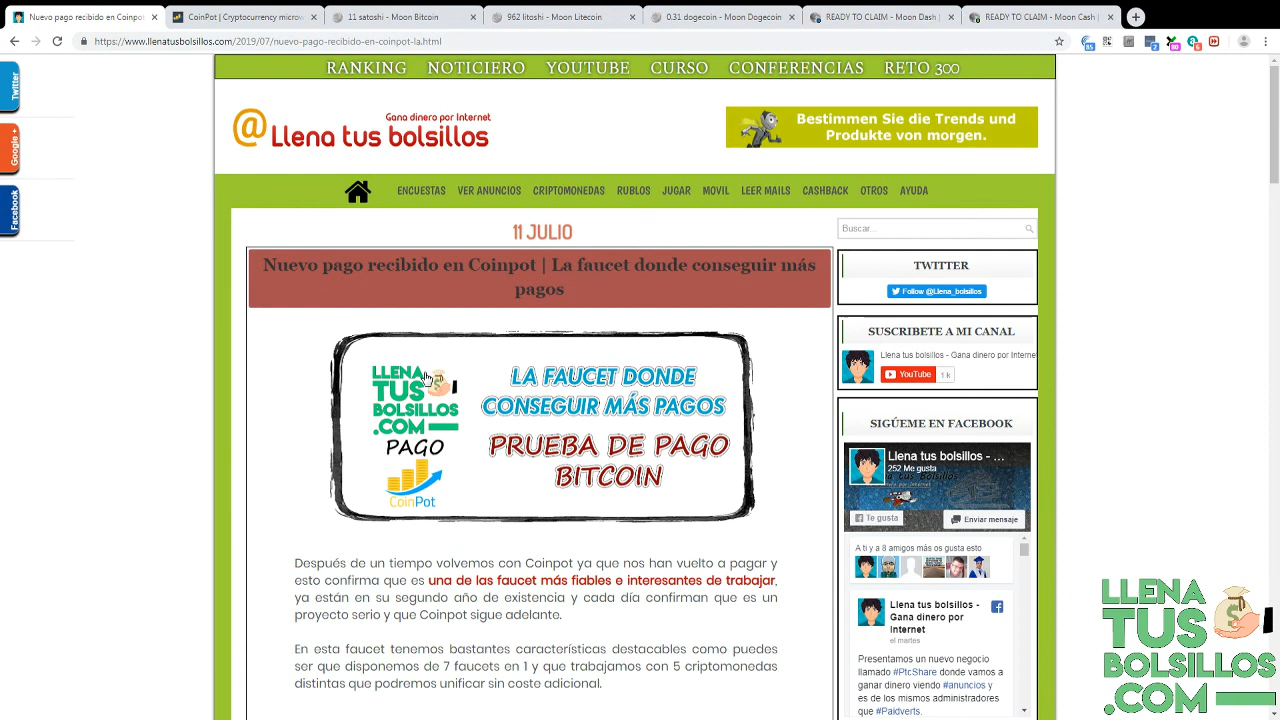 Nuevo pago recibido en Coinpot
CoinPot | Cryptocurrency microw
11 satoshi - Moon Bitcoin
962 litoshi - Moon Litecoin
0.31 dogecoin - Moon Dogecoin
READY TO CLAIM - Moon Dash |
READY TO CLAIM - Moon Cash |
https://www.llenatusbolsillos.com/2019/07/nuevo-pago-recibido-en-coinpot-la.html
Twitter
Google +
Facebook
RANKING NOTICIERO YOUTUBE CURSO CONFERENCIAS RETO 300
Gana dinero por Internet
@Llena tus bolsillos
Bestimmen Sie die Trends und
Produkte von morgen.
ENCUESTAS VER ANUNCIOS CRIPTOMONEDAS RUBLOS JUGAR MOVIL LEER MAILS CASHBACK OTROS AYUDA
11 JULIO
Nuevo pago recibido en Coinpot | La faucet donde conseguir más
pagos
LLENA
TUS
BOLSILLOS
.COM
PAGO
CoinPot
LA FAUCET DONDE
CONSEGUIR MÁS PAGOS
PRUEBA DE PAGO
BITCOIN
Después de un tiempo volvemos con Coinpot ya que nos han vuelto a pagar y
esto confirma que es una de las faucet más fiables e interesantes de trabajar,
ya están en su segundo año de existencia y cada día confirman que es un
proyecto serio y que Coinpot sigue adelante.
En esta faucet tenemos bastantes características destacables como puedes
ser que disponemos de 7 faucets en 1 y que trabajamos con 5 criptomonedas
distintas que podremos unificar sin coste adicional.
Buscar...
TWITTER
Follow @Llena_bolsillos
SUSCRIBETE A MI CANAL
Llena tus bolsillos - Gana dinero por Interne
YouTube 1 k
SIGÚEME EN FACEBOOK
Llena tus bolsillos - ...
252 Me gusta
Te gusta
Enviar mensaje
A ti y a 8 amigos más os gusta esto
Llena tus bolsillos -
Gana dinero por
Internet
el martes
Presentamos un nuevo negocio
llamado #PtcShare donde vamos a
ganar dinero viendo #anuncios y
es de los mismos administradores
que #Paidverts.
LLENA
TUS
BOLSILLOS
.COM